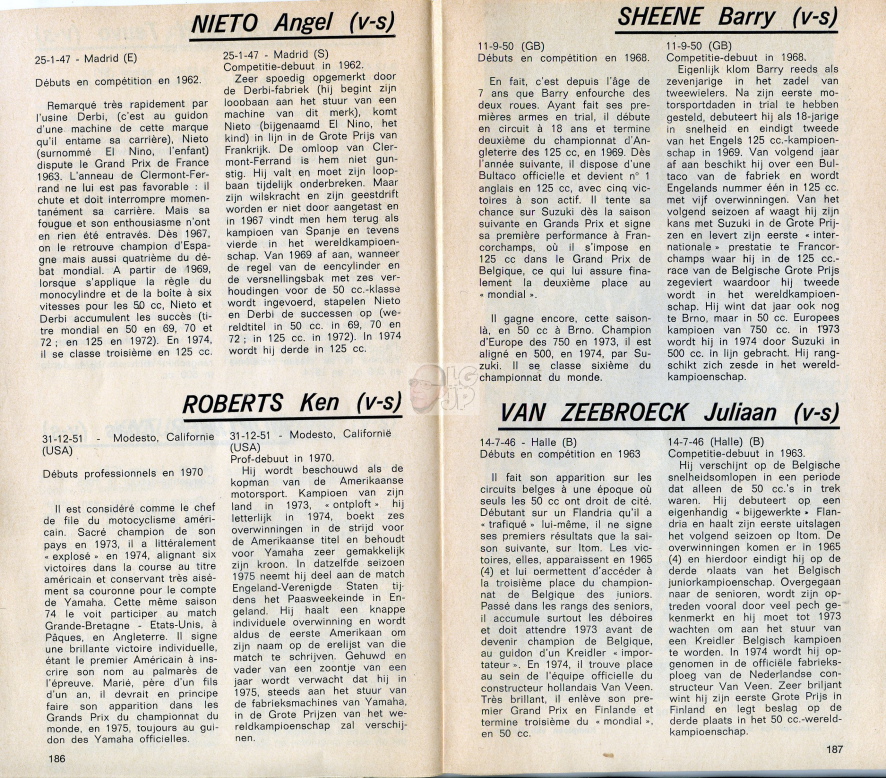 NIETO Angel (v-s)
25-1-47 - Madrid (E)
Débuts en compétition en 1962.
Remarqué très rapidement par
l'usine Derbi, (c'est au guidon
d'une machine de cette marque
qu'il entame sa carrière), Nieto
(surnommé El Nino, l'enfant)
dispute le Grand Prix de France
1963. L'anneau de Clermont-Fer-
rand ne lui est pas favorable : il
chute et doit interrompre momen-
tanément sa carrière. Mais sa
fougue et son enthousiasme n'ont
en rien été entravés. Dès 1967,
on le retrouve champion d'Espa-
gne mais aussi quatrième du dé-
bat mondial. A partir de 1969,
lorsque s'applique la règle du
monocylindre et de la boîte à six
vitesses pour les 50 cc, Nieto et
Derbi accumulent les succès (ti-
tre mondial en 50 en 69, 70 et
72 ; en 125 en 1972). En 1974,
il se classe troisième en 125 cc.
25-1-47 - Madrid (S)
Competitie-debuut in 1962.
Zeer spoedig opgemerkt door
de Derbi-fabriek (hij begint zijn
looobaan aan het stuur van een
machine van dit merk), komt
Nieto (bijgenaamd El Nino, het
kind) in lijn in de Grote Prijs van
Frankrijk. De omloop van Cler-
mont-Ferrand is hem niet gun-
stig. Hij valt en moet zijn loop-
baan tijdelijk onderbreken. Maar
zijn wilskracht en zijn geestdrift
worden er niet door aangetast en
in 1967 vindt men hem terug als
kampioen van Spanje en tevens
vierde in het wereldkampioen-
schap. Van 1969 af aan, wanneer
de regel van de eencylinder en
de versnellingsbak met zes ver-
houdingen voor de 50 cc.-klasse
wordt ingevoerd, stapelen Nieto
en Derbi de successen op (we-
reldtitel in 50 cc. in 69, 70 en
72 ; in 125 cc. in 1972). In 1974
wordt hij derde in 125 cc.
ROBERTS Ken (v-s)
31-12-51 - Modesto, Californie
(USA)
Débuts professionnels en 1970
Il est considéré comme le chef
de file du motocyclisme améri-
cain. Sacré champion de son
pays en 1973, il a littéralement
« explosé » en 1974, alignant six
victoires dans la course au titre
américain et conservant très aisé-
ment sa couronne pour le compte
de Yamaha. Cette même saison
74 le voit participer au match
Grande-Bretagne - Etats-Unis, à
Pâques, en Angleterre. Il signe
une brillante victoire individuelle,
étant le premier Américain à ins-
crire son nom au palmarès de
l'épreuve. Marié, père d'un fils
d'un an, il devrait en principe
faire son apparition dans les
Grands Prix du championnat du
monde, en 1975, toujours au gui-
don des Yamaha officielles.
31-12-51 - Modesto, Californië
(USA)
Prof-debuut in 1970.
Hij wordt beschouwd als de
kopman van de Amerikaanse
motorsport. Kampioen van zijn
land in 1973, « ontploft » hij
letterlijk in 1974, boekt zes
overwinningen in de strijd voor
de Amerikaanse titel en behoudt
voor Yamaha zeer gemakkelijk
zijn kroon. In datzelfde seizoen
1975 neemt hij deel aan de match
Engeland-Verenigde Staten tij-
dens het Paasweekeinde in En-
geland. Hij haalt een knappe
individuele overwinning en wordt
aldus de eerste Amerikaan om
zijn naam op de erelijst van die
match te schrijven. Gehuwd en
vader van een zoontje van een
jaar wordt verwacht dat hij in
1975, steeds aan het stuur van
de fabrieksmachines van Yamaha,
in de Grote Prijzen van het we-
reldkampioenschap zal verschij-
nen.
186
SHEENE Barry (v-s)
11-9-50 (GB)
Débuts en compétition en 1968.
En fait, c'est depuis l'âge de
7 ans que Barry enfourche des
deux roues. Ayant fait ses pre-
mières armes en trial, il débute
en circuit à 18 ans et termine
deuxième du championnat d'An-
gleterre des 125 cc, en 1969. Dès
l'année suivante, il dispose d'une
Bultaco officielle et devient n° 1
anglais en 125 cc, avec cinq vic-
toires à son actif. Il tente sa
chance sur Suzuki dès la saison
suivante en Grands Prix et signe
sa première performance à Fran-
corchamps, où il s'impose en
125 cc dans le Grand Prix de
Belgique, ce qui lui assure fina-
lement la deuxième place au
« mondial ».
Il gagne encore, cette saison-
là, en 50 cc à Brno. Champion
d'Europe des 750 en 1973, il est
aligné en 500, en 1974, par Su-
zuki. Il se classe sixième du
championnat du monde.
11-9-50 (GB)
Competitie-debuut in 1968.
Eigenlijk klom Barry reeds als
zevenjarige in het zadel van
tweewielers. Na zijn eerste mo-
torsportdaden in trial te hebben
gesteld, debuteert hij als 18-jarige
in snelheid en eindigt tweede
van het Engels 125 cc.-kampioen-
schap in 1969. Van volgend jaar
af aan beschikt hij over een Bul-
taco van de fabriek en wordt
Engelands nummer één in 125 cc.
met vijf overwinningen. Van het
volgend seizoen af waagt hij zijn
kans met Suzuki in de Grote Prij-
zen en levert zijn eerste « inter-
nationale » prestatie te Francor-
champs waar hij in de 125 cc.-
race van de Belgische Grote Prijs
zegeviert waardoor hij tweede
wordt in het wereldkampioen-
schap. Hij wint dat jaar ook nog
te Brno, maar in 50 cc. Europees
kampioen van 750 cc. in 1973
wordt hij in 1974 door Suzuki in
500 cc. in lijn gebracht. Hij rang-
schikt zich zesde in het wereld-
kampioenschap.
VAN ZEEBROECK Juliaan (v-s)
14-7-46 - Halle (B)
Débuts en compétition en 1963
Il fait son apparition sur les
circuits belges à une époque où
seuls les 50 cc ont droit de cité.
Débutant sur un Flandria qu'il a
« trafiqué » lui-même, il ne signe
ses premiers résultats que la sai-
son suivante, sur Itom. Les vic-
toires, elles, apparaissent en 1965
(4) et lui permettent d'accéder à
la troisième place du champion-
nat de Belgique des juniors.
Passé dans les rangs des seniors,
il accumule surtout les déboires
et doit attendre 1973 avant de
devenir champion de Belgique,
au guidon d'un Kreidler « impor-
tateur ». En 1974, il trouve place
au sein de l'équipe officielle du
constructeur hollandais Van Veen.
Très brillant, il enlève son pre-
mier Grand Prix en Finlande et
termine troisième du « mondial ».
en 50 cc.
14-7-46 (Halle) (B)
Competitie-debuut in 1963.
Hij verschijnt op de Belgische
snelheidsomlopen in een periode
dat alleen de 50 cc.'s in trek
waren. Hij debuteert op een
eigenhandig « bijgewerkte » Flan-
dria en haalt zijn eerste uitslagen
het volgend seizoen op Itom. De
overwinningen komen er in 1965
(4) en hierdoor eindigt hij op de
derde plaats van het Belgisch
juniorkampioenschap. Overgegaan
naar de senioren, wordt zijn op-
treden vooral door veel pech ge-
kenmerkt en hij moet tot 1973
wachten om aan het stuur van
een Kreidler Belgisch kampioen
te worden. In 1974 wordt hij op-
genomen in de officiële fabrieks-
ploeg van de Nederlandse con-
structeur Van Veen. Zeer briljant
wint hij zijn eerste Grote Prijs in
Finland en legt beslag op de
derde plaats in het 50 cc.-wereld-
kampioenschap.
187
LG
JP